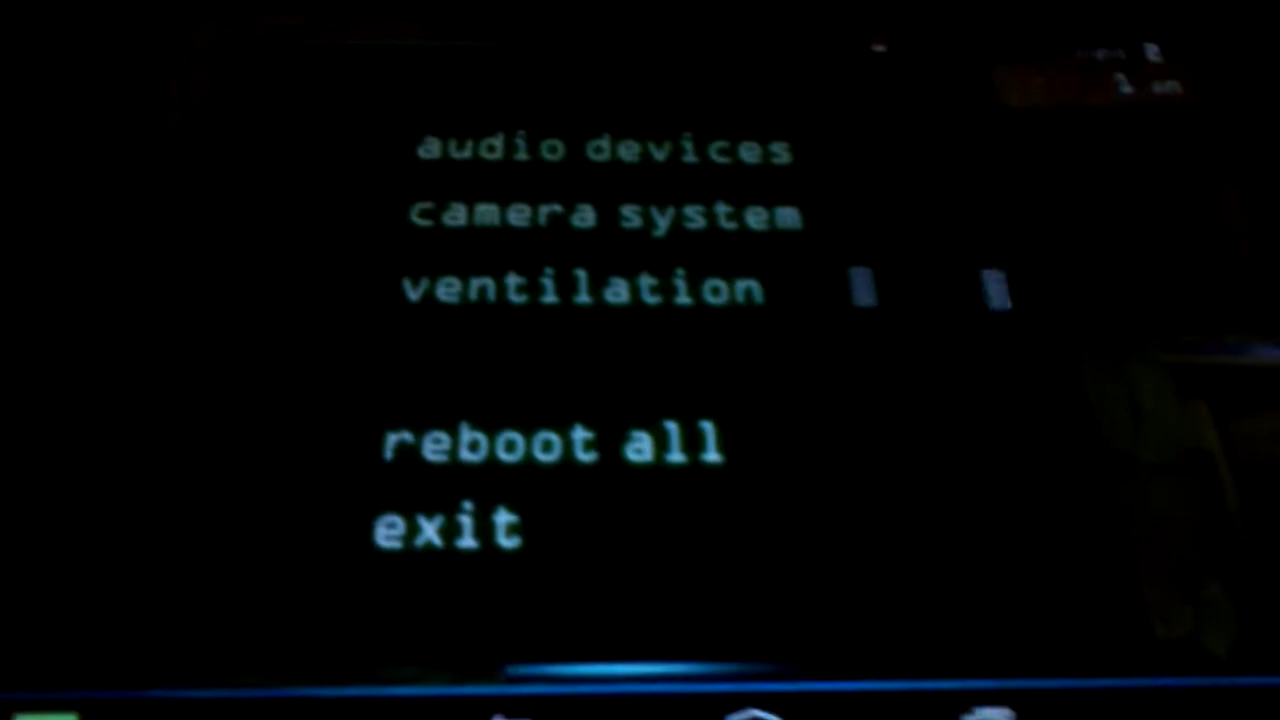 audio devices
camera system
ventilation
reboot all
exit